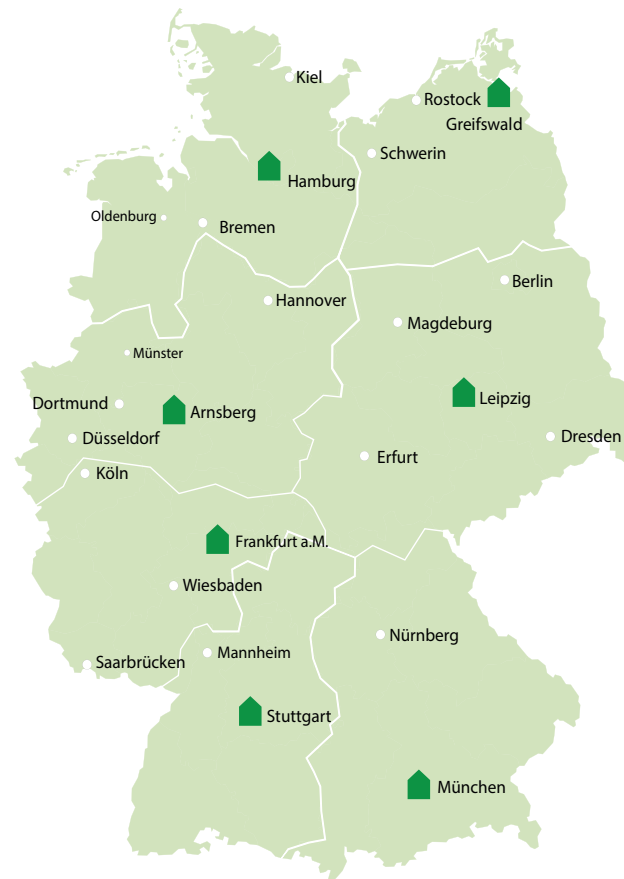 Kiel
Rostock
Greifswald
Schwerin
Hamburg
Oldenburg
Bremen
Berlin
Hannover
Magdeburg
Münster
Leipzig
Dortmund
Arnsberg
Düsseldorf
Dresden
Erfurt
Köln
Frankfurt a.M.
Wiesbaden
Nürnberg
Mannheim
Saarbrücken
Stuttgart
München